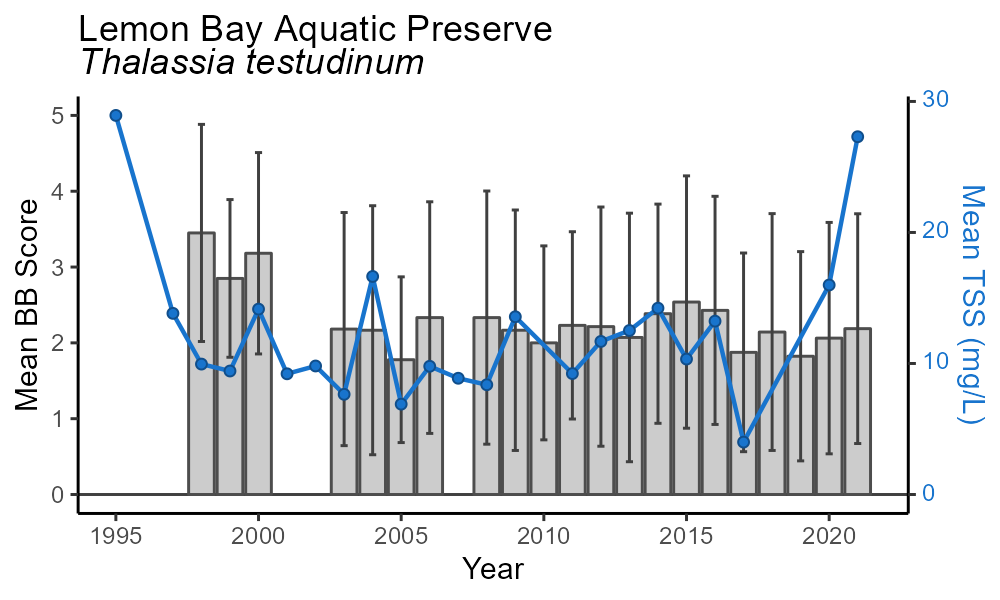 Lemon Bay Aquatic Preserve
Thalassia testudinum
Mean BB Score
5
4
3
2
1
0
30
20
10
0
Mean TSS (mg/L)
1995 2000 2005 2010 2015 2020
Year